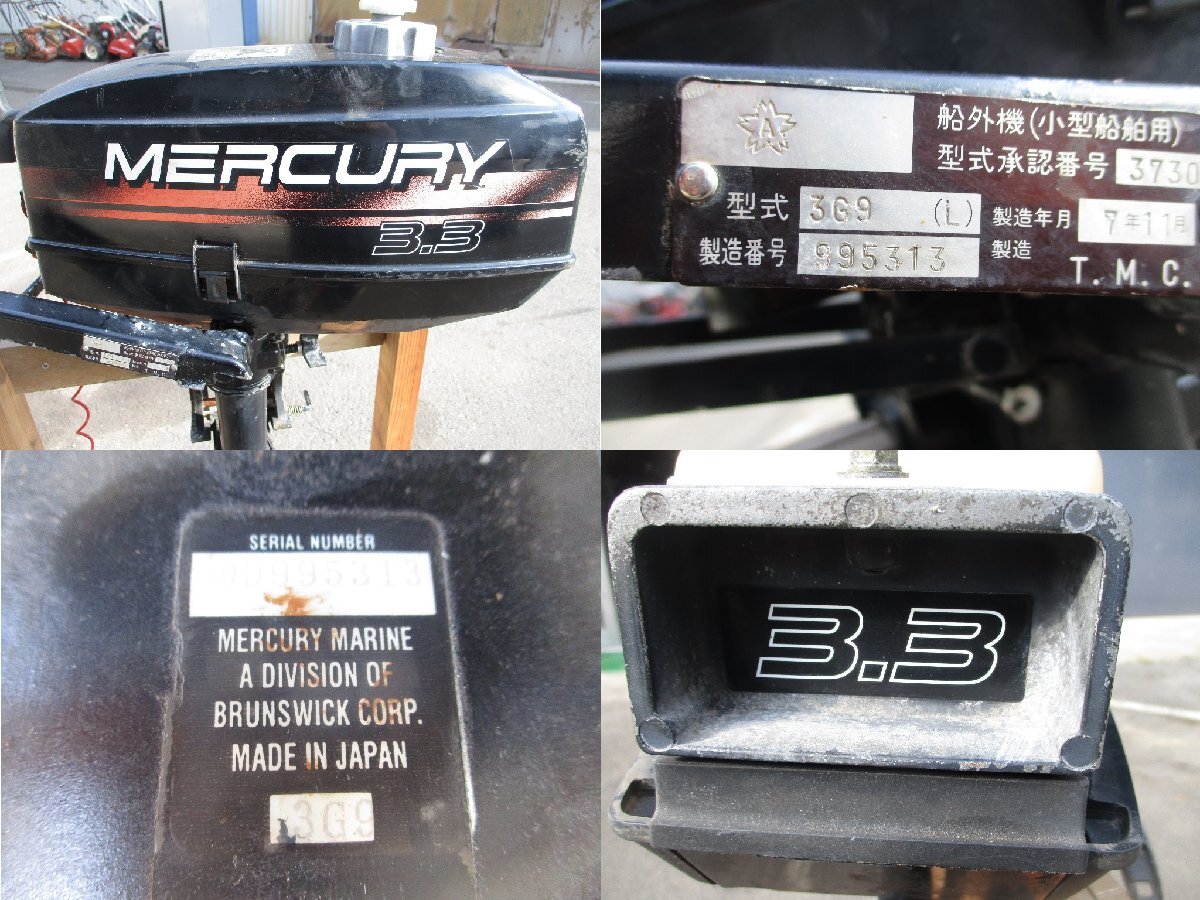 MERCURY
3.3
船外機(小型船舶用)
型式承認番号 3730
型式 3G9 (L) 製造年月 7年11月
製造番号 995313 製造
T.M.C.
SERIAL NUMBER
995313
MERCURY MARINE
A DIVISION OF
BRUNSWICK CORP.
MADE IN JAPAN
3G9
3.3